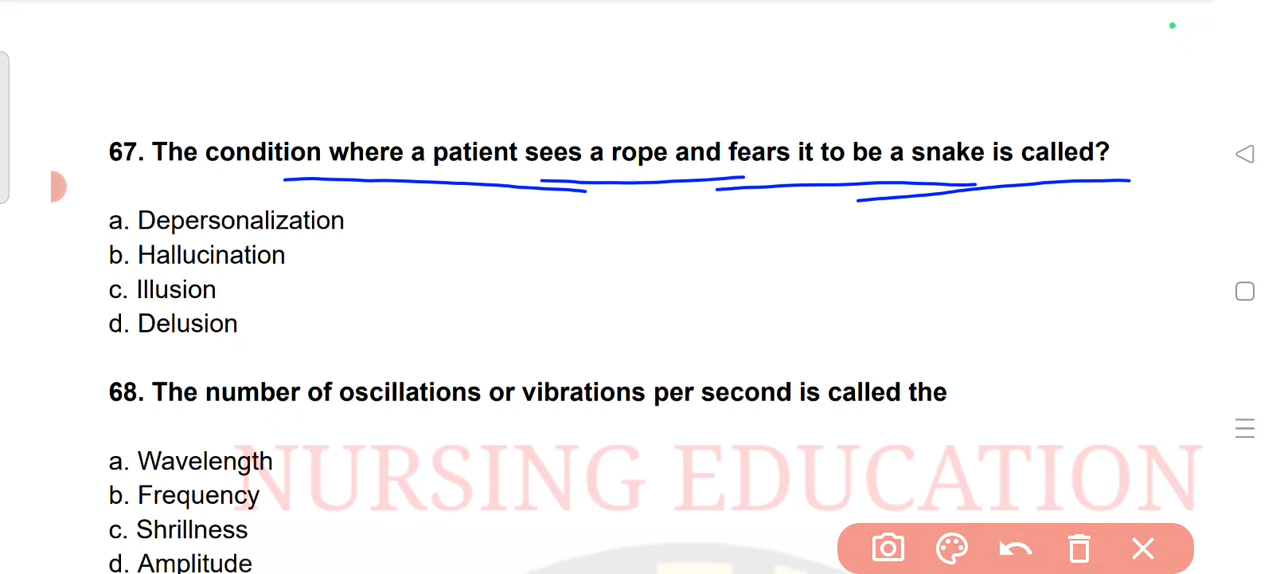 67. The condition where a patient sees a rope and fears it to be a snake is called?
a. Depersonalization
b. Hallucination
c. Illusion
d. Delusion
68. The number of oscillations or vibrations per second is called the
NURSING EDUCATION
a. Wavelength
b. Frequency
c. Shrillness
d. Amplitude